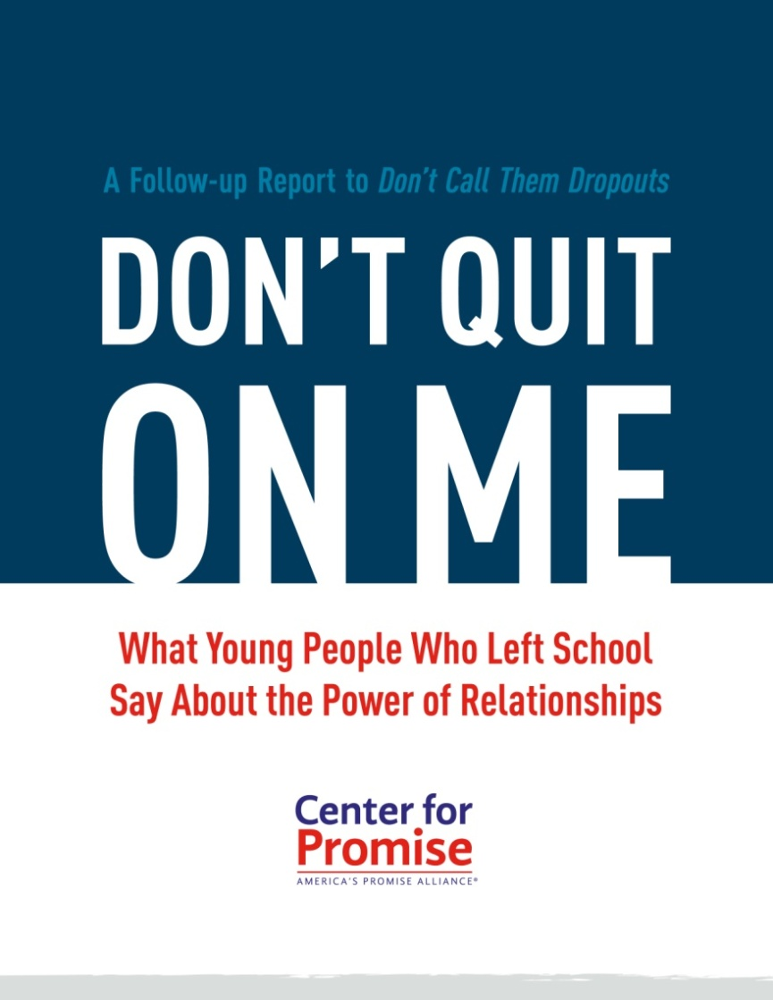 A Follow-up Report to Don't Call Them Dropouts
DON'T QUIT
ON ME
What Young People Who Left School
Say About the Power of Relationships
Center for
Promise
AMERICA'S PROMISE ALLIANCE®